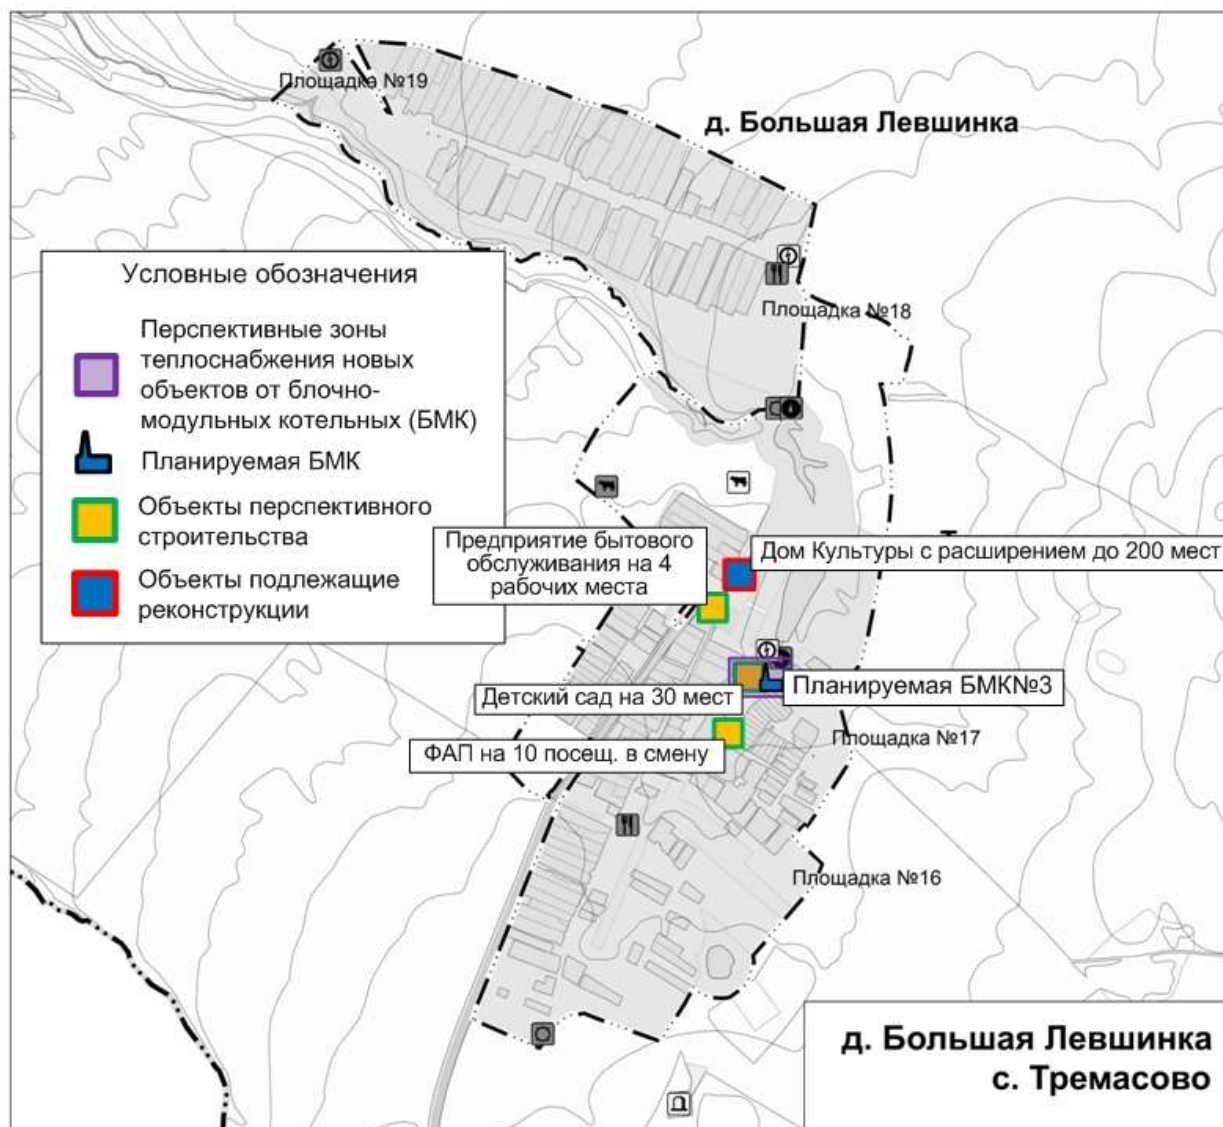 Площадка №19
д. Большая Левшинка
Условные обозначения
Перспективные зоны
теплоснабжения новых
объектов от блочно-
модульных котельных (БМК)
Планируемая БМК
Объекты перспективного
строительства
Объекты подлежащие
реконструкции
Площадка №18
Предприятие бытового
обслуживания на 4
рабочих места
Дом Культуры с расширением до 200 мест
Детский сад на 30 мест
Планируемая БМК№3
ФАП на 10 посещ. в смену
Площадка №17
Площадка №16
д. Большая Левшинка
с. Тремасово